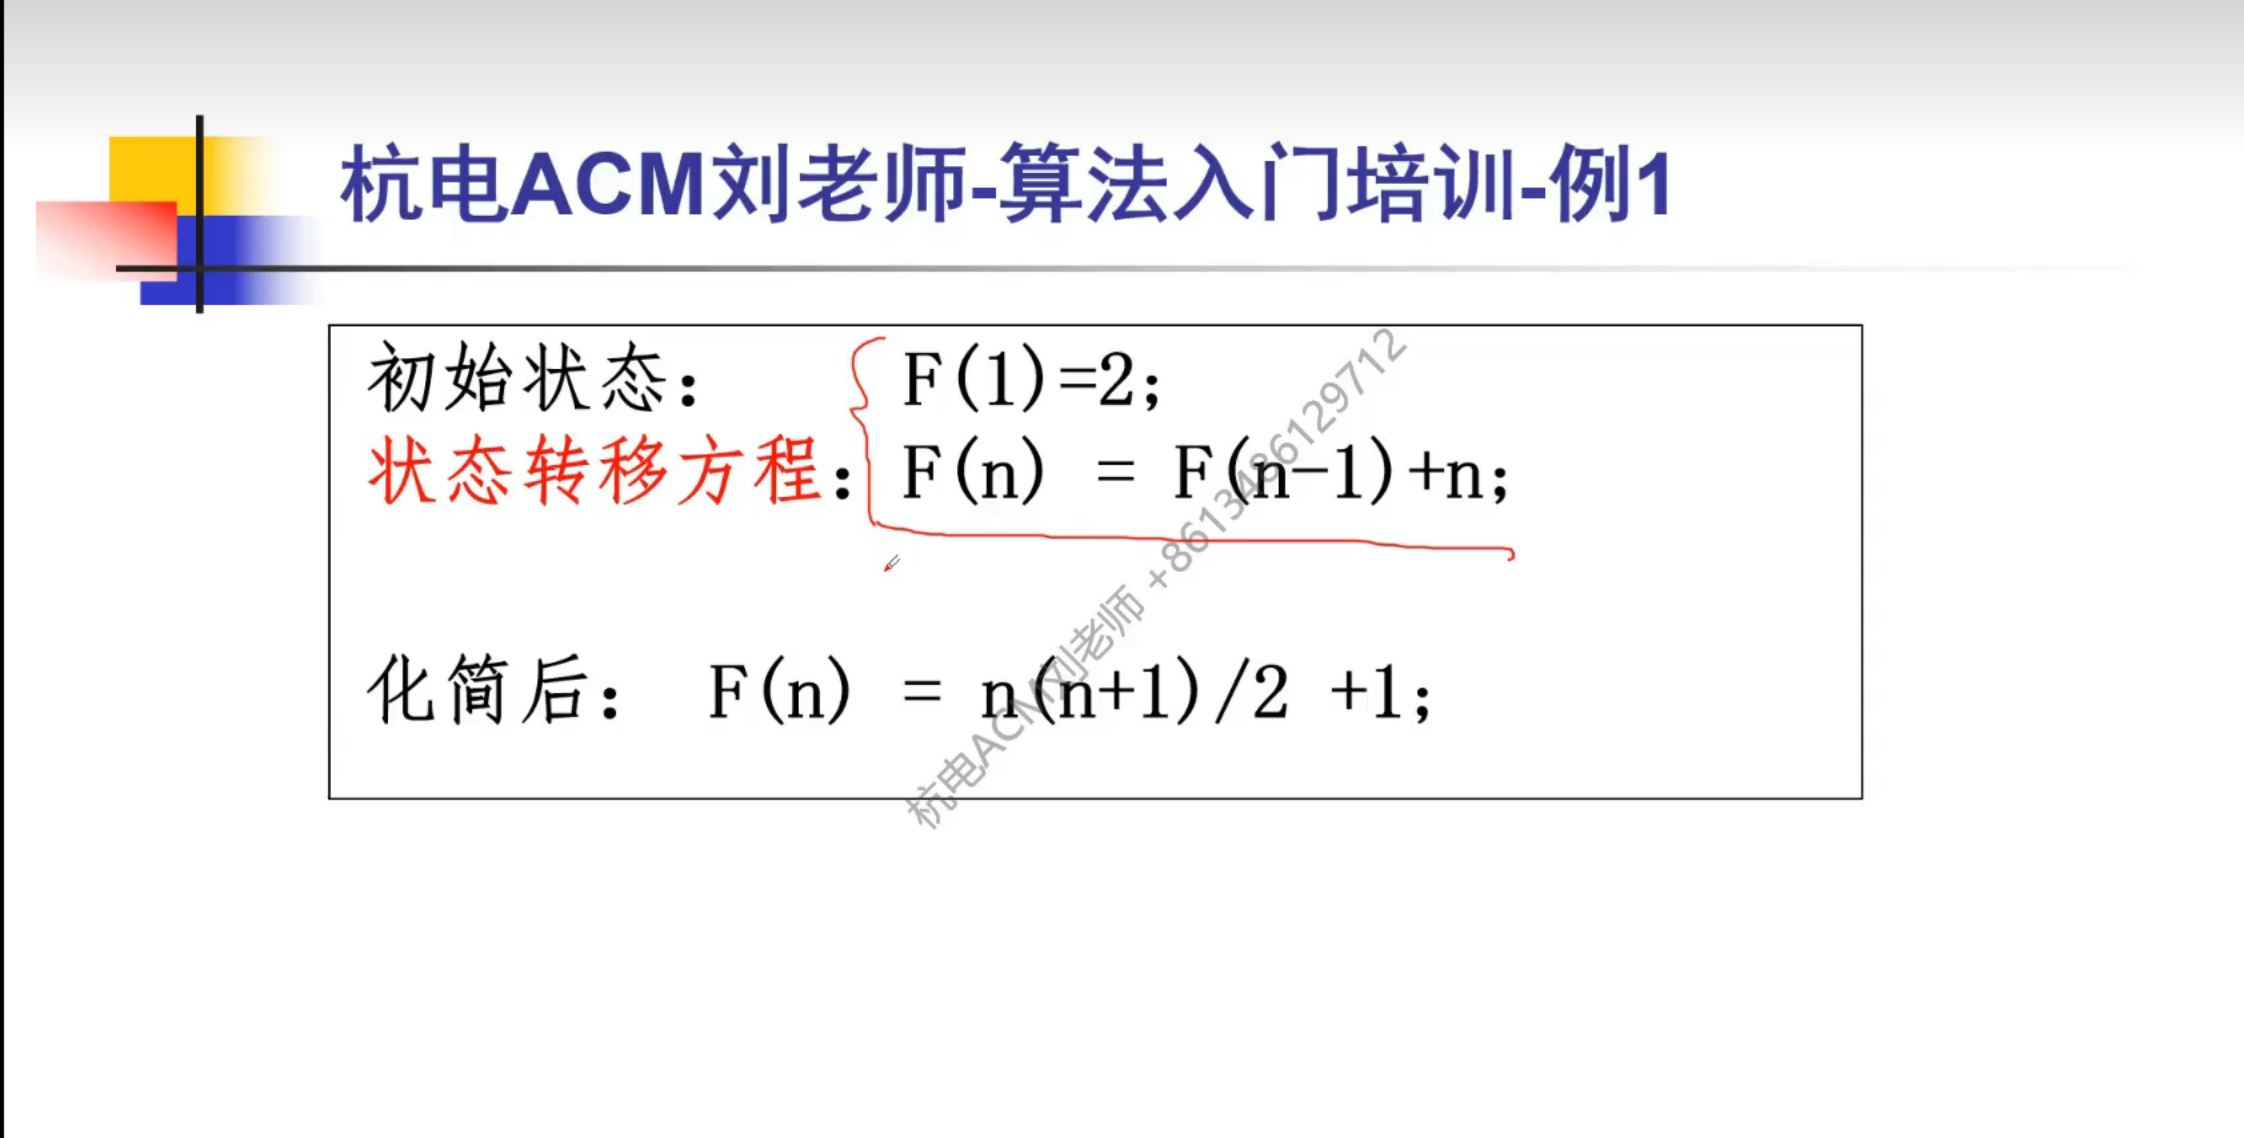 杭电ACM刘老师-算法入门培训-例1
初始状态： F(1)=2;
状态转移方程： F(n) = F(n-1)+n;
化简后： F(n) = n(n+1)/2 +1;
杭电ACM刘老师 +8613486129712